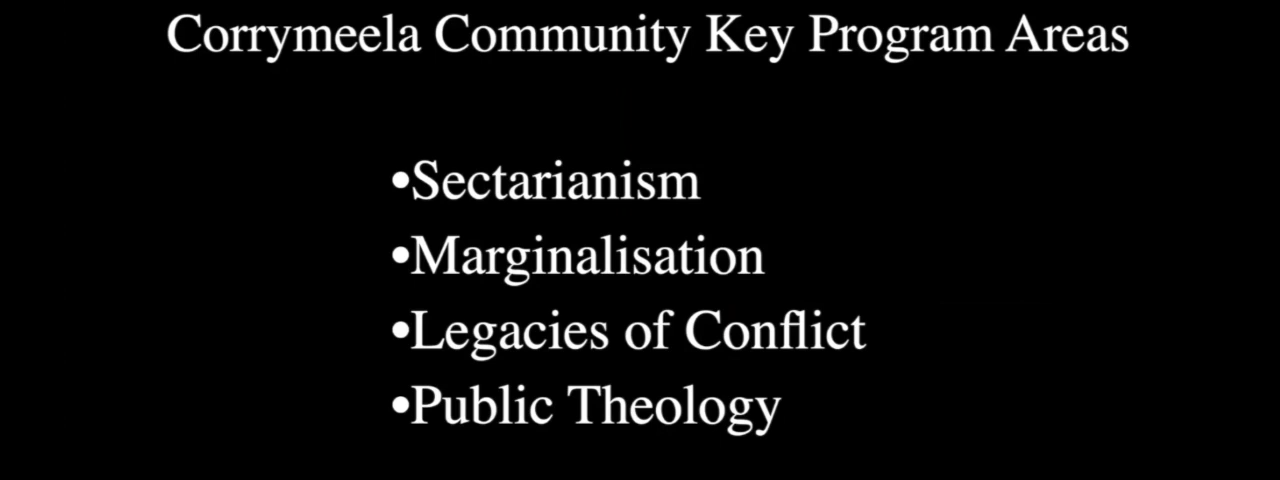 Corrymeela Community Key Program Areas
•Sectarianism
•Marginalisation
•Legacies of Conflict
•Public Theology